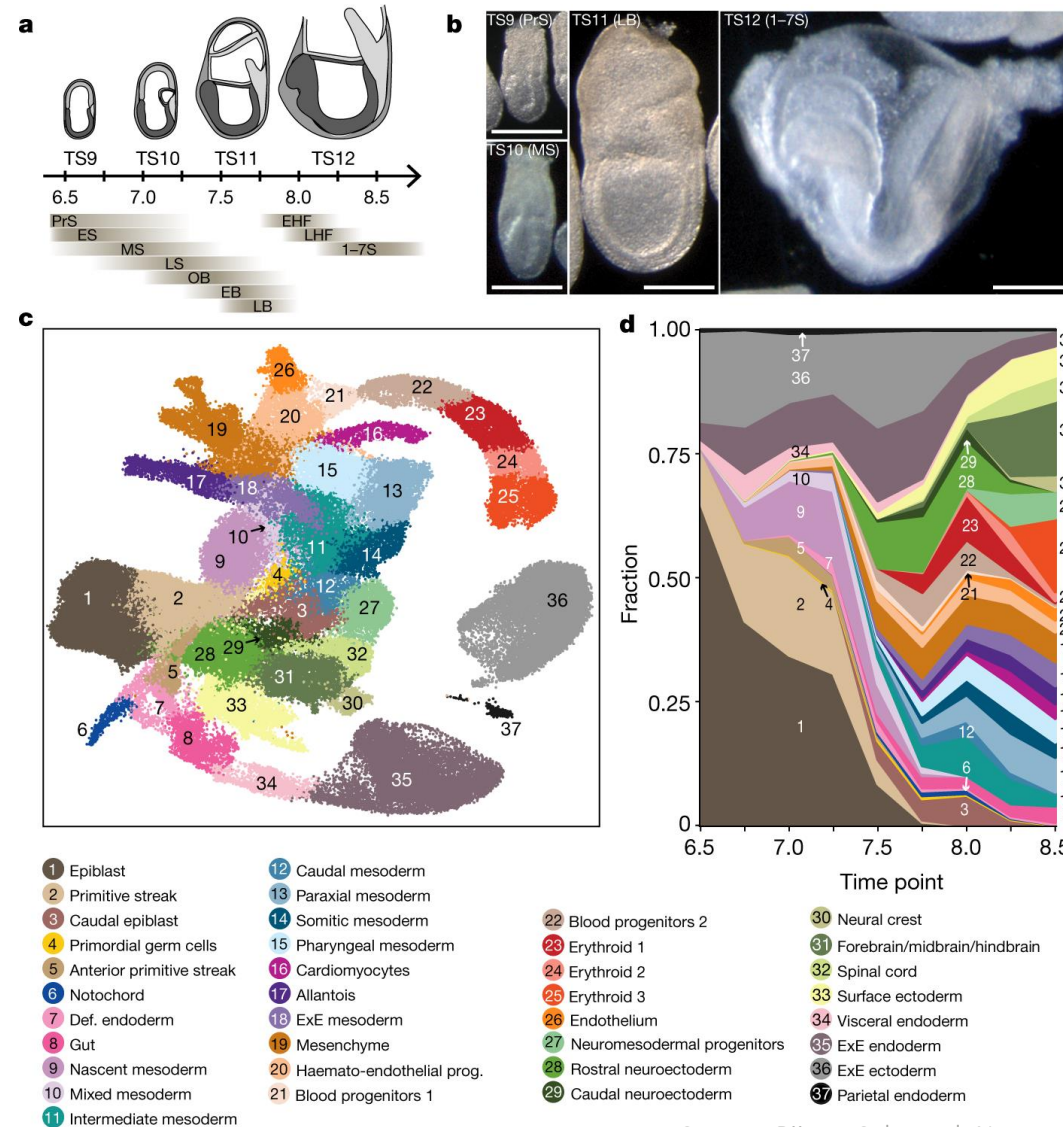 a
TS9 TS10 TS11 TS12
6.5 7.0 7.5 8.0 8.5
PrS
ES
MS
LS
OB
EB
LB
EHF
LHF
1–7S
b
TS9 (PrS)
TS10 (MS)
TS11 (LB)
TS12 (1–7S)
c
26
21
22
20
23
19
16
24
15
17
18
13
25
10
14
11
9
4
12
1
2
3
27
36
28
29
32
5
31
7
33
30
6
8
37
34
35
d
Fraction
1.00
0.75
0.50
0.25
0
37
36
34
10
9
5
7
2
4
1
29
28
23
22
21
12
6
3
6.5 7.0 7.5 8.0 8.5
Time point
1 Epiblast
2 Primitive streak
3 Caudal epiblast
4 Primordial germ cells
5 Anterior primitive streak
6 Notochord
7 Def. endoderm
8 Gut
9 Nascent mesoderm
10 Mixed mesoderm
11 Intermediate mesoderm
12 Caudal mesoderm
13 Paraxial mesoderm
14 Somitic mesoderm
15 Pharyngeal mesoderm
16 Cardiomyocytes
17 Allantois
18 ExE mesoderm
19 Mesenchyme
20 Haemato-endothelial prog.
21 Blood progenitors 1
22 Blood progenitors 2
23 Erythroid 1
24 Erythroid 2
25 Erythroid 3
26 Endothelium
27 Neuromesodermal progenitors
28 Rostral neuroectoderm
29 Caudal neuroectoderm
30 Neural crest
31 Forebrain/midbrain/hindbrain
32 Spinal cord
33 Surface ectoderm
34 Visceral endoderm
35 ExE endoderm
36 ExE ectoderm
37 Parietal endoderm